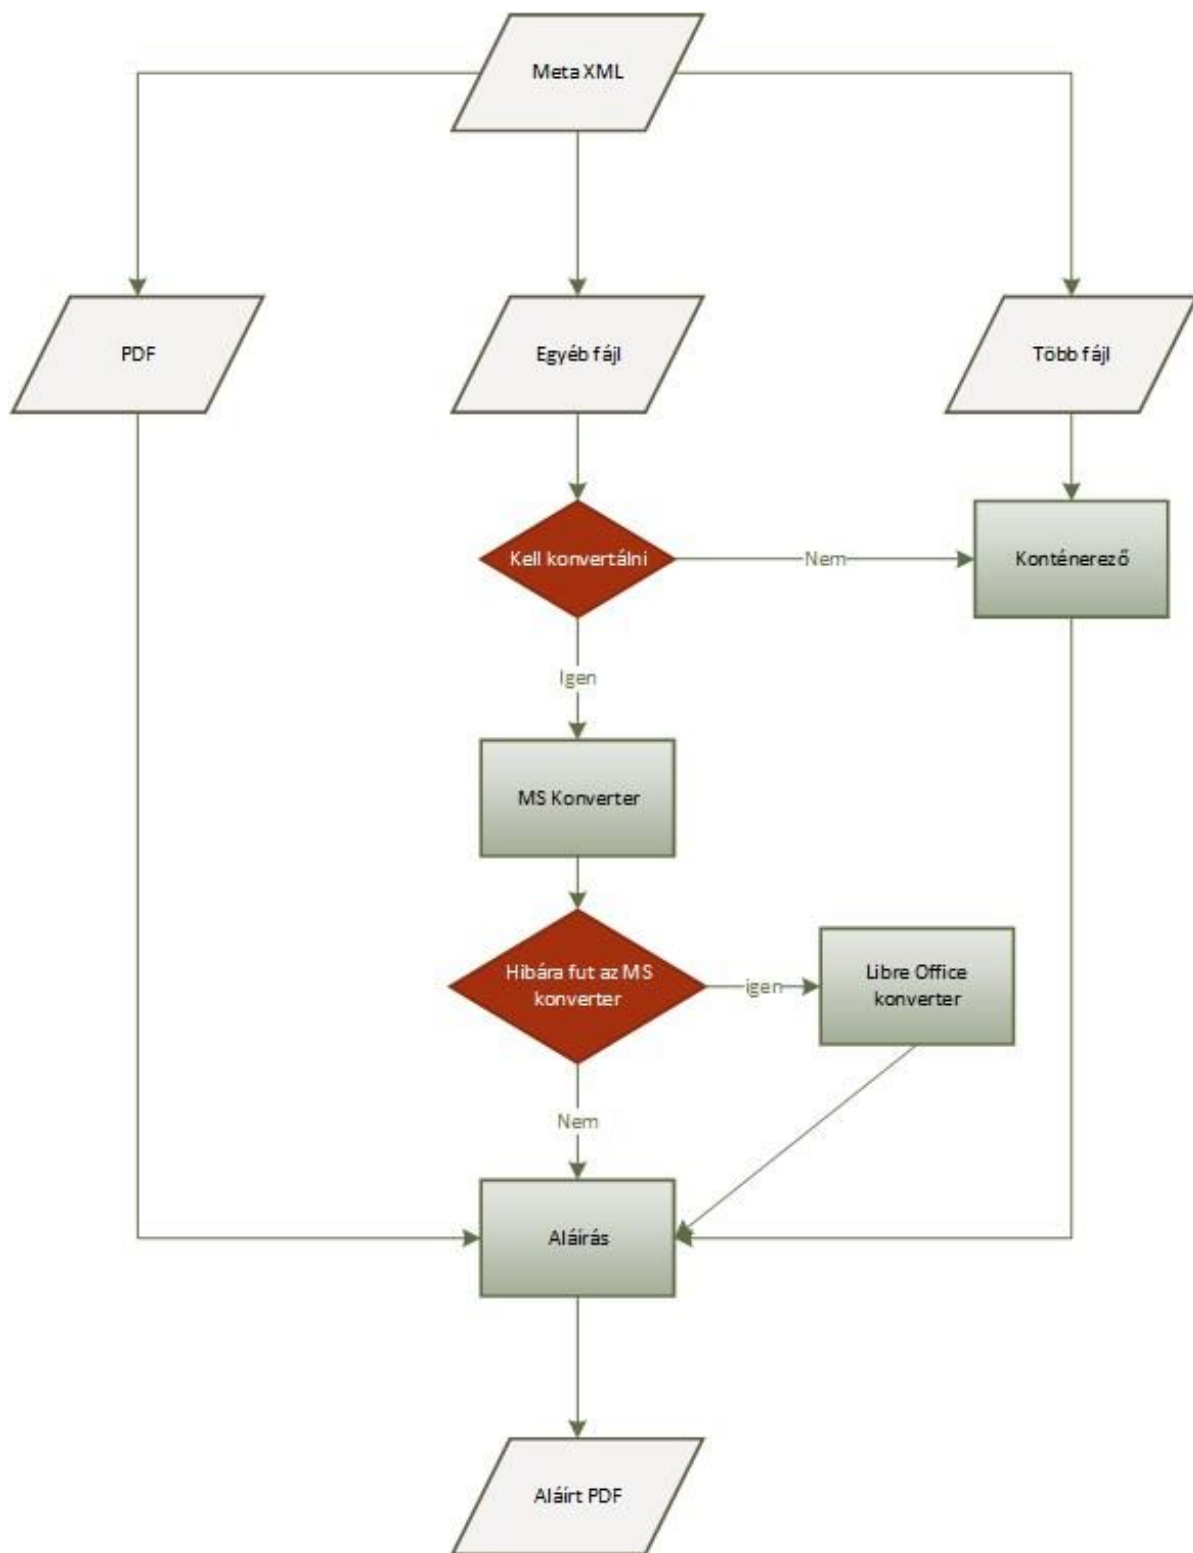 Meta XML
PDF
Egyéb fájl
Több fájl
Kell konvertálni
Nem
Konténerező
Igen
MS Konverter
Hibára fut az MS
konverter
igen
Libre Office
konverter
Nem
Aláírás
Aláírt PDF